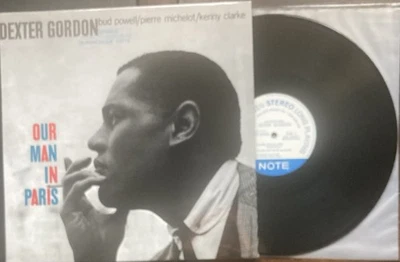 DEXTER GORDON bud powell/pierre michelot/kenny clarke
OUR
MAN
IN
PARIS
NOTE